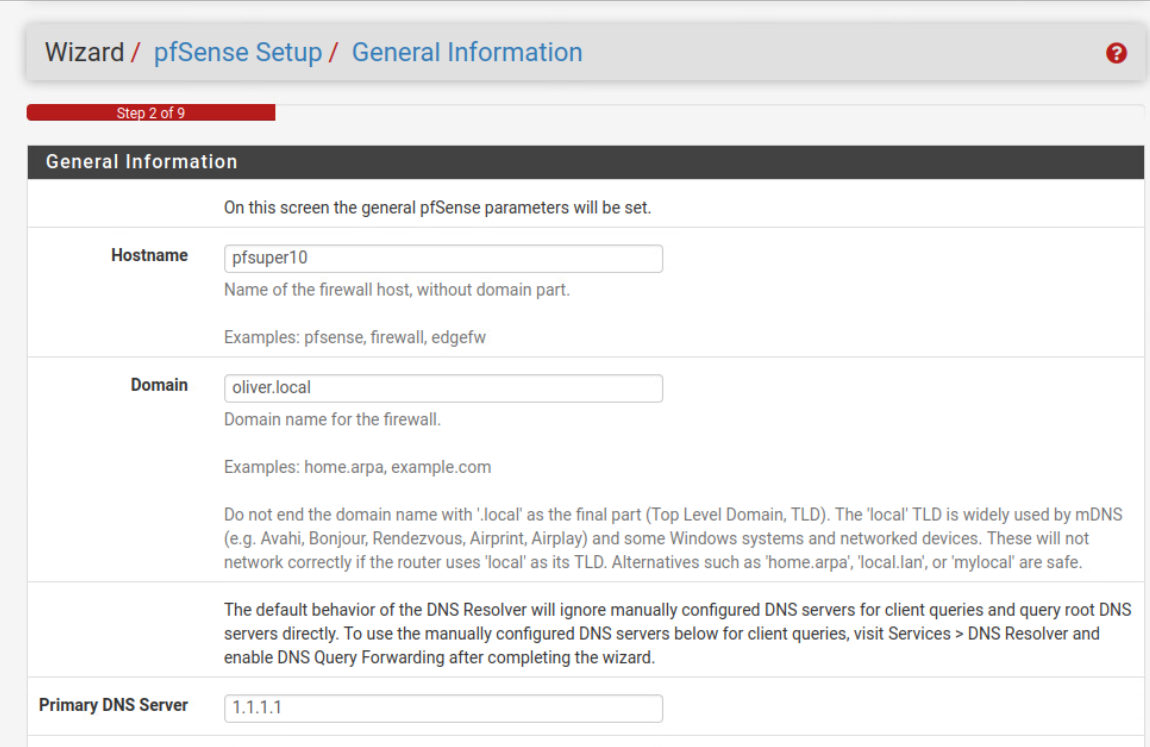 Wizard / pfSense Setup / General Information
Step 2 of 9
General Information
On this screen the general pfSense parameters will be set.
Hostname
pfsuper10
Name of the firewall host, without domain part.
Examples: pfsense, firewall, edgefw
Domain
oliver.local
Domain name for the firewall.
Examples: home.arpa, example.com
Do not end the domain name with '.local' as the final part (Top Level Domain, TLD). The 'local' TLD is widely used by mDNS
(e.g. Avahi, Bonjour, Rendezvous, Airprint, Airplay) and some Windows systems and networked devices. These will not
network correctly if the router uses 'local' as its TLD. Alternatives such as 'home.arpa', 'local.lan', or 'mylocal' are safe.
The default behavior of the DNS Resolver will ignore manually configured DNS servers for client queries and query root DNS
servers directly. To use the manually configured DNS servers below for client queries, visit Services > DNS Resolver and
enable DNS Query Forwarding after completing the wizard.
Primary DNS Server
1.1.1.1